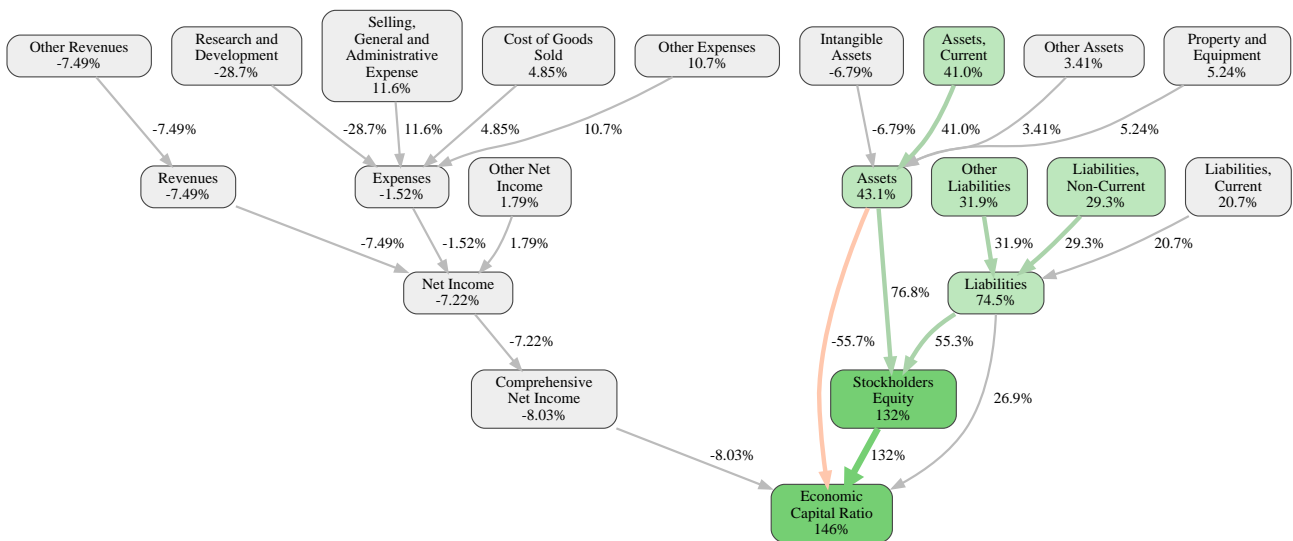 Other Revenues
-7.49%
Research and
Development
-28.7%
Selling,
General and
Administrative
Expense
11.6%
Cost of Goods
Sold
4.85%
Other Expenses
10.7%
Intangible
Assets
-6.79%
Assets,
Current
41.0%
Other Assets
3.41%
Property and
Equipment
5.24%
-7.49%
-28.7%
11.6%
4.85%
10.7%
-6.79%
41.0%
3.41%
5.24%
Revenues
-7.49%
Expenses
-1.52%
Other Net
Income
1.79%
Assets
43.1%
Other
Liabilities
31.9%
Liabilities,
Non-Current
29.3%
Liabilities,
Current
20.7%
-7.49%
-1.52%
1.79%
31.9%
29.3%
20.7%
Net Income
-7.22%
76.8%
Liabilities
74.5%
-7.22%
-55.7%
55.3%
Comprehensive
Net Income
-8.03%
Stockholders
Equity
132%
26.9%
-8.03%
132%
Economic
Capital Ratio
146%